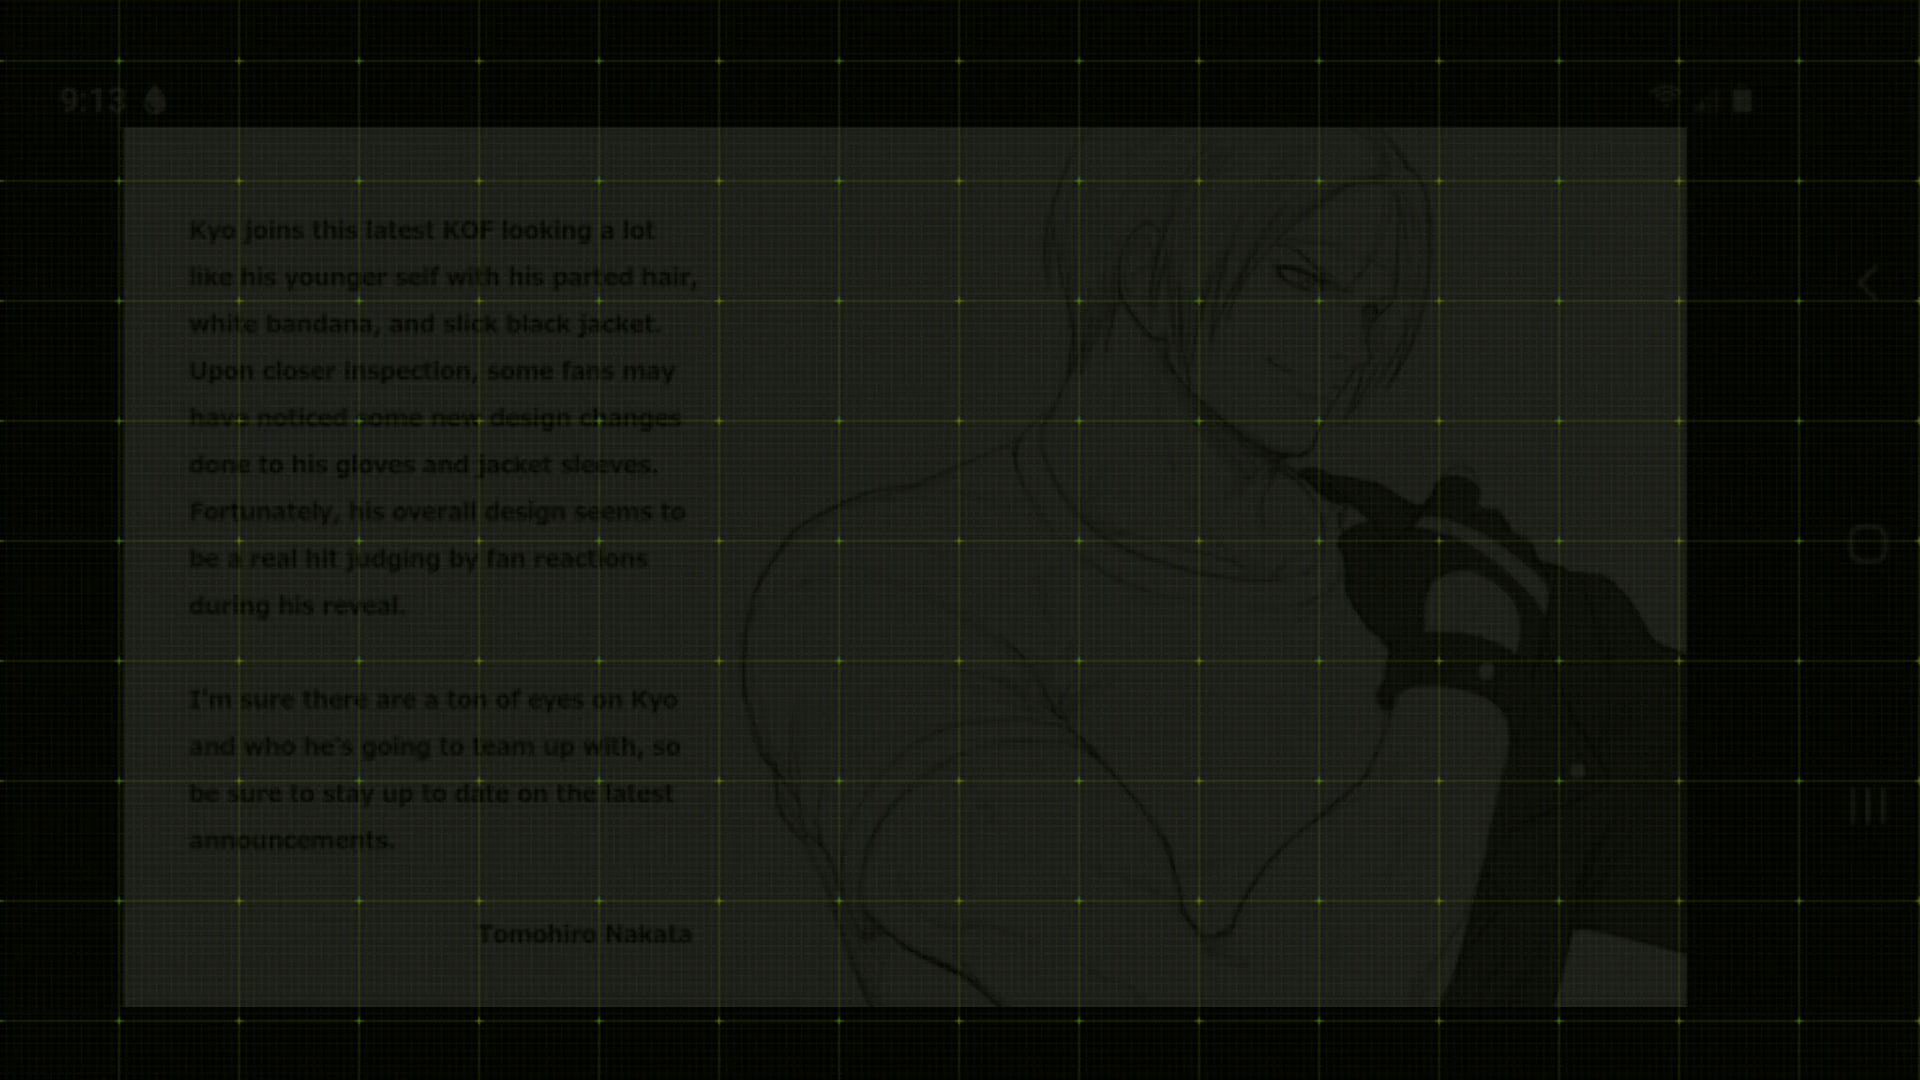 9:13
Kyo joins this latest KOF looking a lot
like his younger self with his parted hair,
white bandana, and slick black jacket.
Upon closer inspection, some fans may
have noticed some new design changes
done to his gloves and jacket sleeves.
Fortunately, his overall design seems to
be a real hit judging by fan reactions
during his reveal.
I'm sure there are a ton of eyes on Kyo
and who he's going to team up with, so
be sure to stay up to date on the latest
announcements.
Tomohiro Nakata